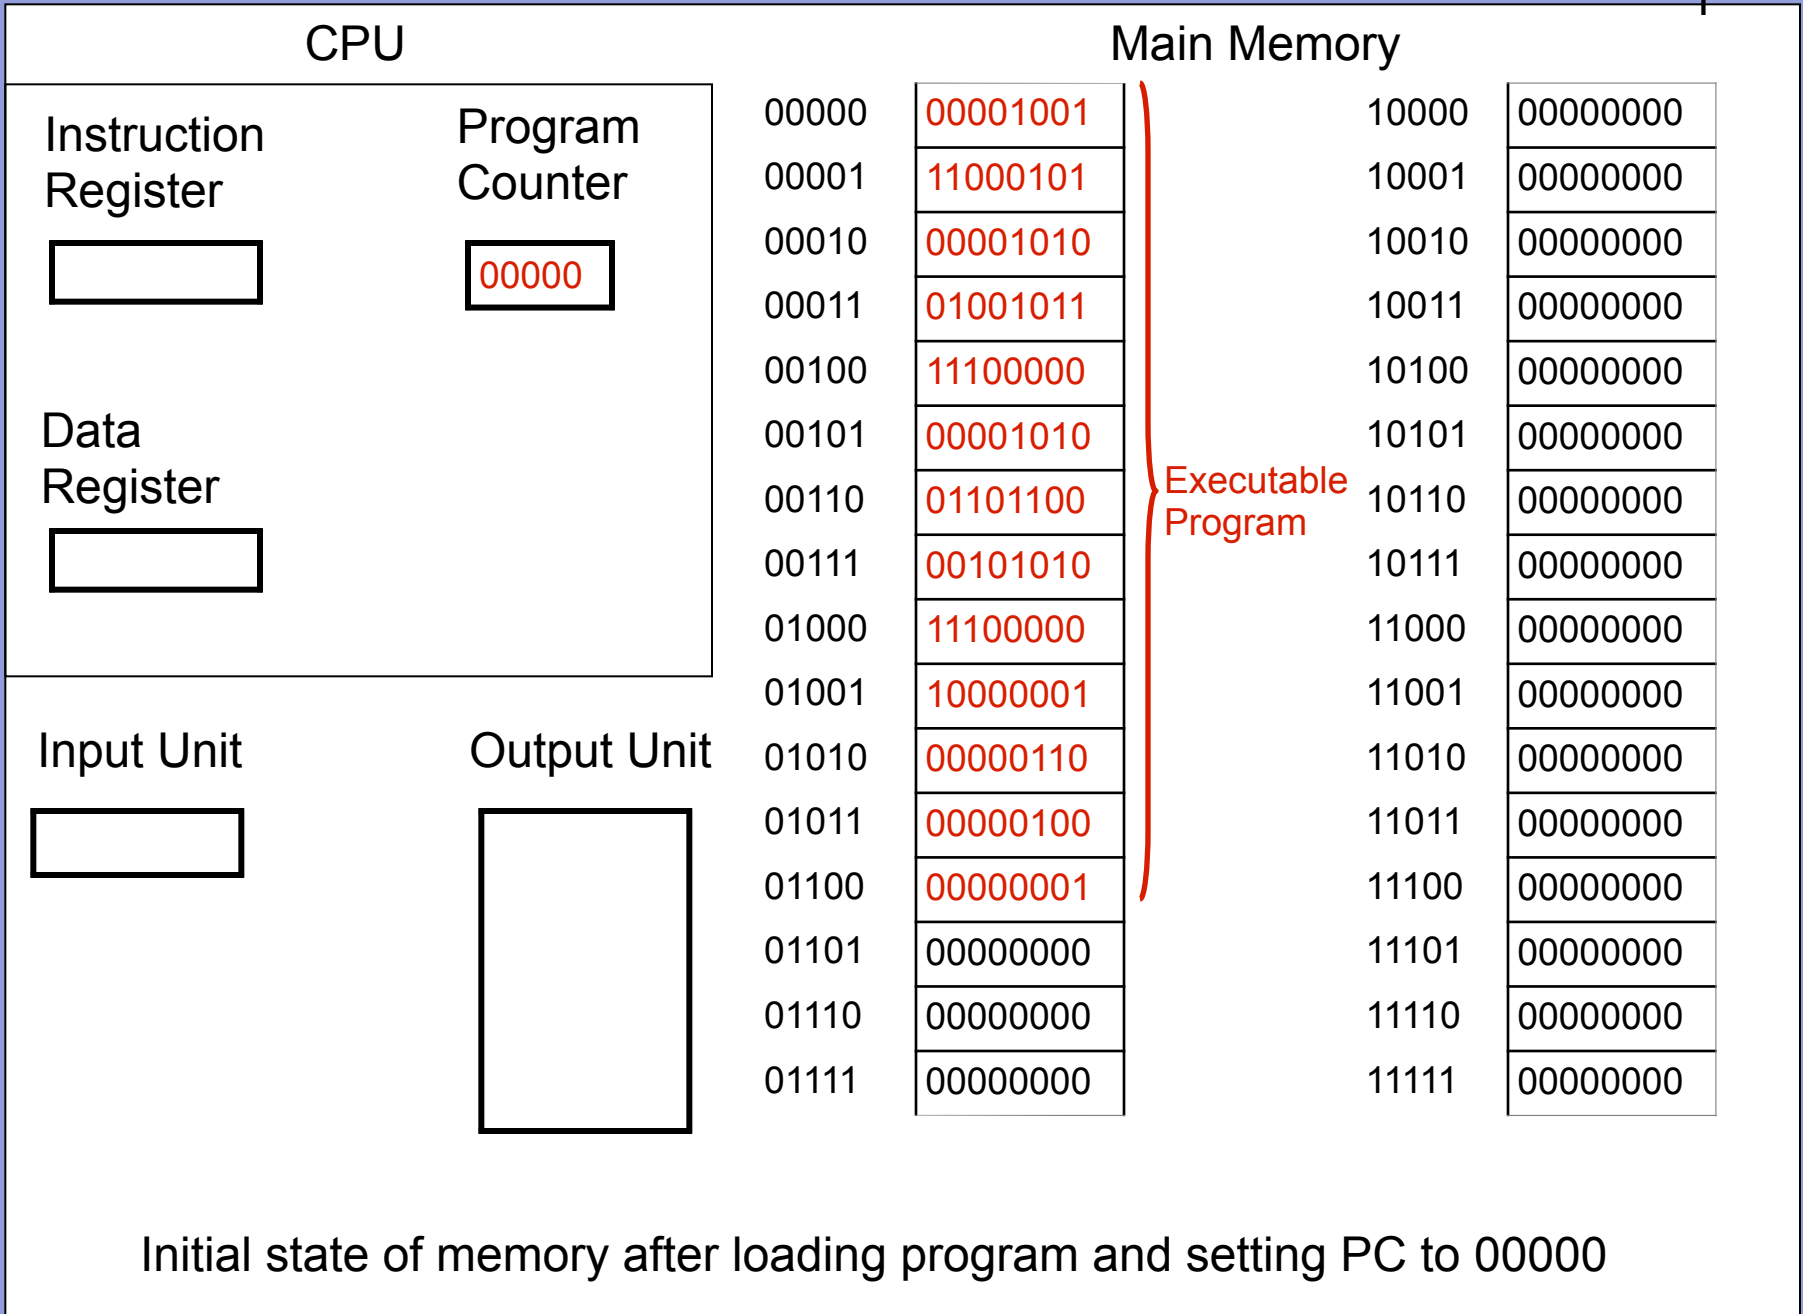 CPU
Main Memory
Instruction
Register
Program
Counter
00000
Data
Register
Input Unit
Output Unit
00000 00001001
00001 11000101
00010 00001010
00011 01001011
00100 11100000
00101 00001010
00110 01101100
00111 00101010
01000 11100000
01001 10000001
01010 00000110
01011 00000100
01100 00000001
01101 00000000
01110 00000000
01111 00000000
Executable
Program
10000 00000000
10001 00000000
10010 00000000
10011 00000000
10100 00000000
10101 00000000
10110 00000000
10111 00000000
11000 00000000
11001 00000000
11010 00000000
11011 00000000
11100 00000000
11101 00000000
11110 00000000
11111 00000000
Initial state of memory after loading program and setting PC to 00000